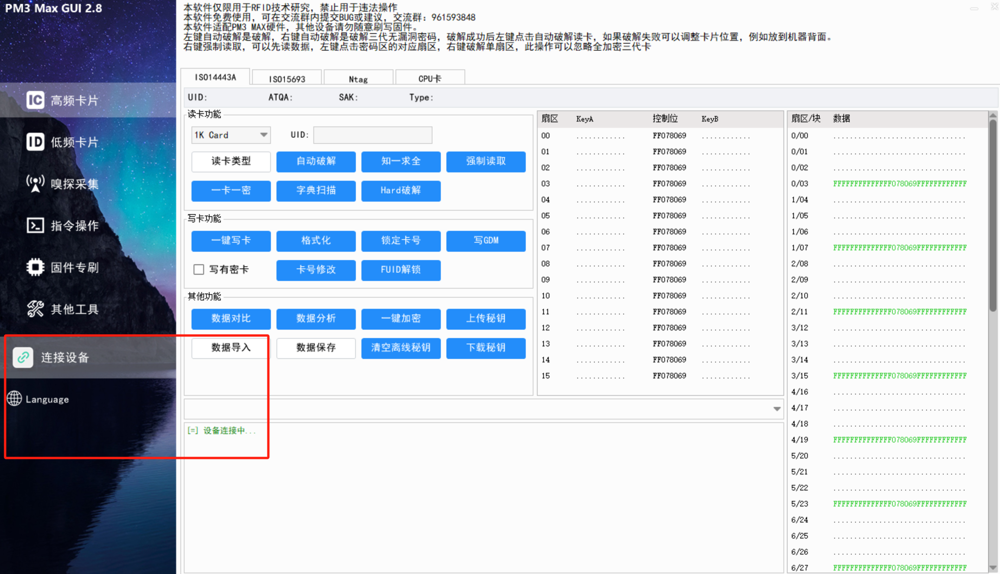 PM3 Max GUI 2.8
本软件仅限用于RFID技术研究，禁止用于违法操作
本软件免费使用，可在交流群内提交BUG或建议，交流群：961593848
本软件适配PM3 MAX硬件，其他设备请勿随意刷写固件。
左键自动破解是破解，右键自动破解是破解三代无漏洞密码，破解成功后左键点击自动破解读卡，如果破解失败可以调整卡片位置，例如放到机器背面。
右键强制读取，可以先读数据，左键点击密码区的对应扇区，右键破解单扇区，此操作可以忽略全加密三代卡
IC 高频卡片
ID 低频卡片
嗅探采集
指令操作
固件专刷
其他工具
连接设备
Language
ISO14443A ISO15693 Ntag CPU卡
UID: ATQA: SAK: Type:
读卡功能
1K Card UID:
读卡类型 自动破解 知一求全 强制读取
一卡一密 字典扫描 Hard破解
写卡功能
一键写卡 格式化 锁定卡号 写GDM
写有密卡 卡号修改 FUID解锁
其他功能
数据对比 数据分析 一键加密 上传秘钥
数据导入 数据保存 清空离线秘钥 下载秘钥
[=] 设备连接中...
扇区 KeyA 控制位 KeyB
00 ............ FF078069 ............
01 ............ FF078069 ............
02 ............ FF078069 ............
03 ............ FF078069 ............
04 ............ FF078069 ............
05 ............ FF078069 ............
06 ............ FF078069 ............
07 ............ FF078069 ............
08 ............ FF078069 ............
09 ............ FF078069 ............
10 ............ FF078069 ............
11 ............ FF078069 ............
12 ............ FF078069 ............
13 ............ FF078069 ............
14 ............ FF078069 ............
15 ............ FF078069 ............
扇区/块 数据
0/00 ................................
0/01 ................................
0/02 ................................
0/03 FFFFFFFFFFFFFF078069FFFFFFFFFFFF
1/04 ................................
1/05 ................................
1/06 ................................
1/07 FFFFFFFFFFFFFF078069FFFFFFFFFFFF
2/08 ................................
2/09 ................................
2/10 ................................
2/11 FFFFFFFFFFFFFF078069FFFFFFFFFFFF
3/12 ................................
3/13 ................................
3/14 ................................
3/15 FFFFFFFFFFFFFF078069FFFFFFFFFFFF
4/16 ................................
4/17 ................................
4/18 ................................
4/19 FFFFFFFFFFFFFF078069FFFFFFFFFFFF
5/20 ................................
5/21 ................................
5/22 ................................
5/23 FFFFFFFFFFFFFF078069FFFFFFFFFFFF
6/24 ................................
6/25 ................................
6/26 ................................
6/27 FFFFFFFFFFFFFF078069FFFFFFFFFFFF